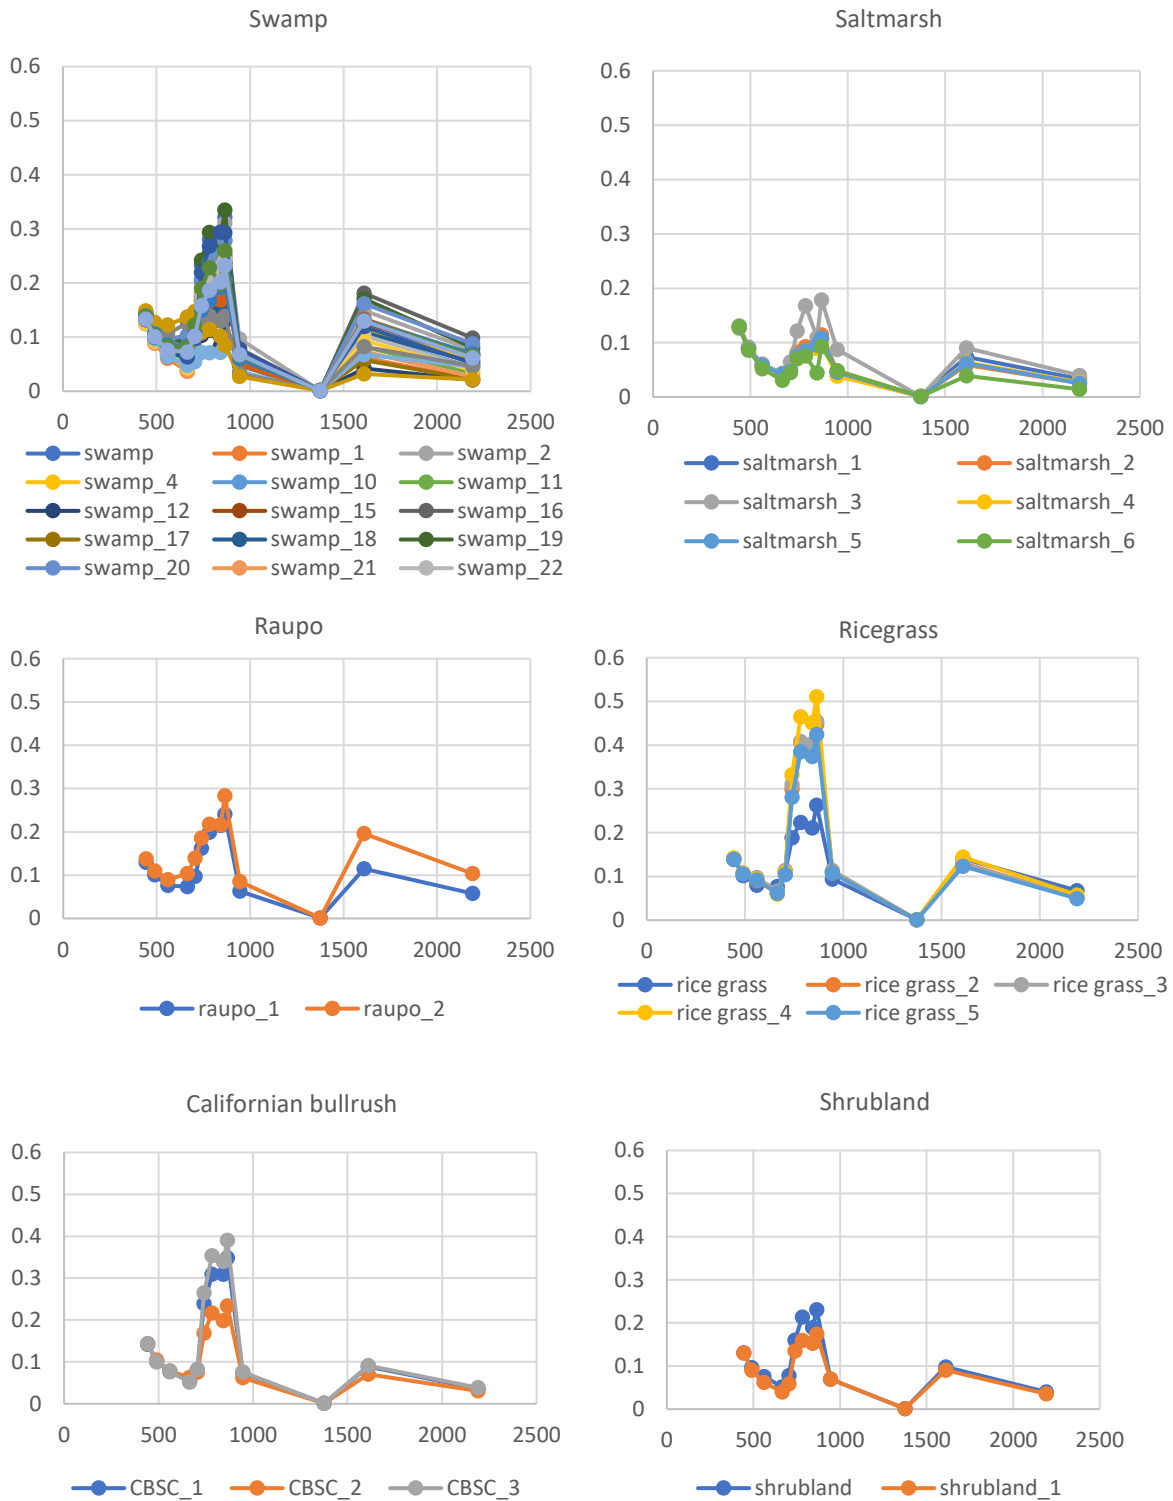 Swamp
0.6
0.5
0.4
0.3
0.2
0.1
0
0 500 1000 1500 2000 2500
swamp swamp_1 swamp_2
swamp_4 swamp_10 swamp_11
swamp_12 swamp_15 swamp_16
swamp_17 swamp_18 swamp_19
swamp_20 swamp_21 swamp_22
Saltmarsh
0.6
0.5
0.4
0.3
0.2
0.1
0
0 500 1000 1500 2000 2500
saltmarsh_1 saltmarsh_2
saltmarsh_3 saltmarsh_4
saltmarsh_5 saltmarsh_6
Raupo
0.6
0.5
0.4
0.3
0.2
0.1
0
0 500 1000 1500 2000 2500
raupo_1 raupo_2
Ricegrass
0.6
0.5
0.4
0.3
0.2
0.1
0
0 500 1000 1500 2000 2500
rice grass rice grass_2 rice grass_3
rice grass_4 rice grass_5
Californian bullrush
0.6
0.5
0.4
0.3
0.2
0.1
0
0 500 1000 1500 2000 2500
CBSC_1 CBSC_2 CBSC_3
Shrubland
0.6
0.5
0.4
0.3
0.2
0.1
0
0 500 1000 1500 2000 2500
shrubland shrubland_1